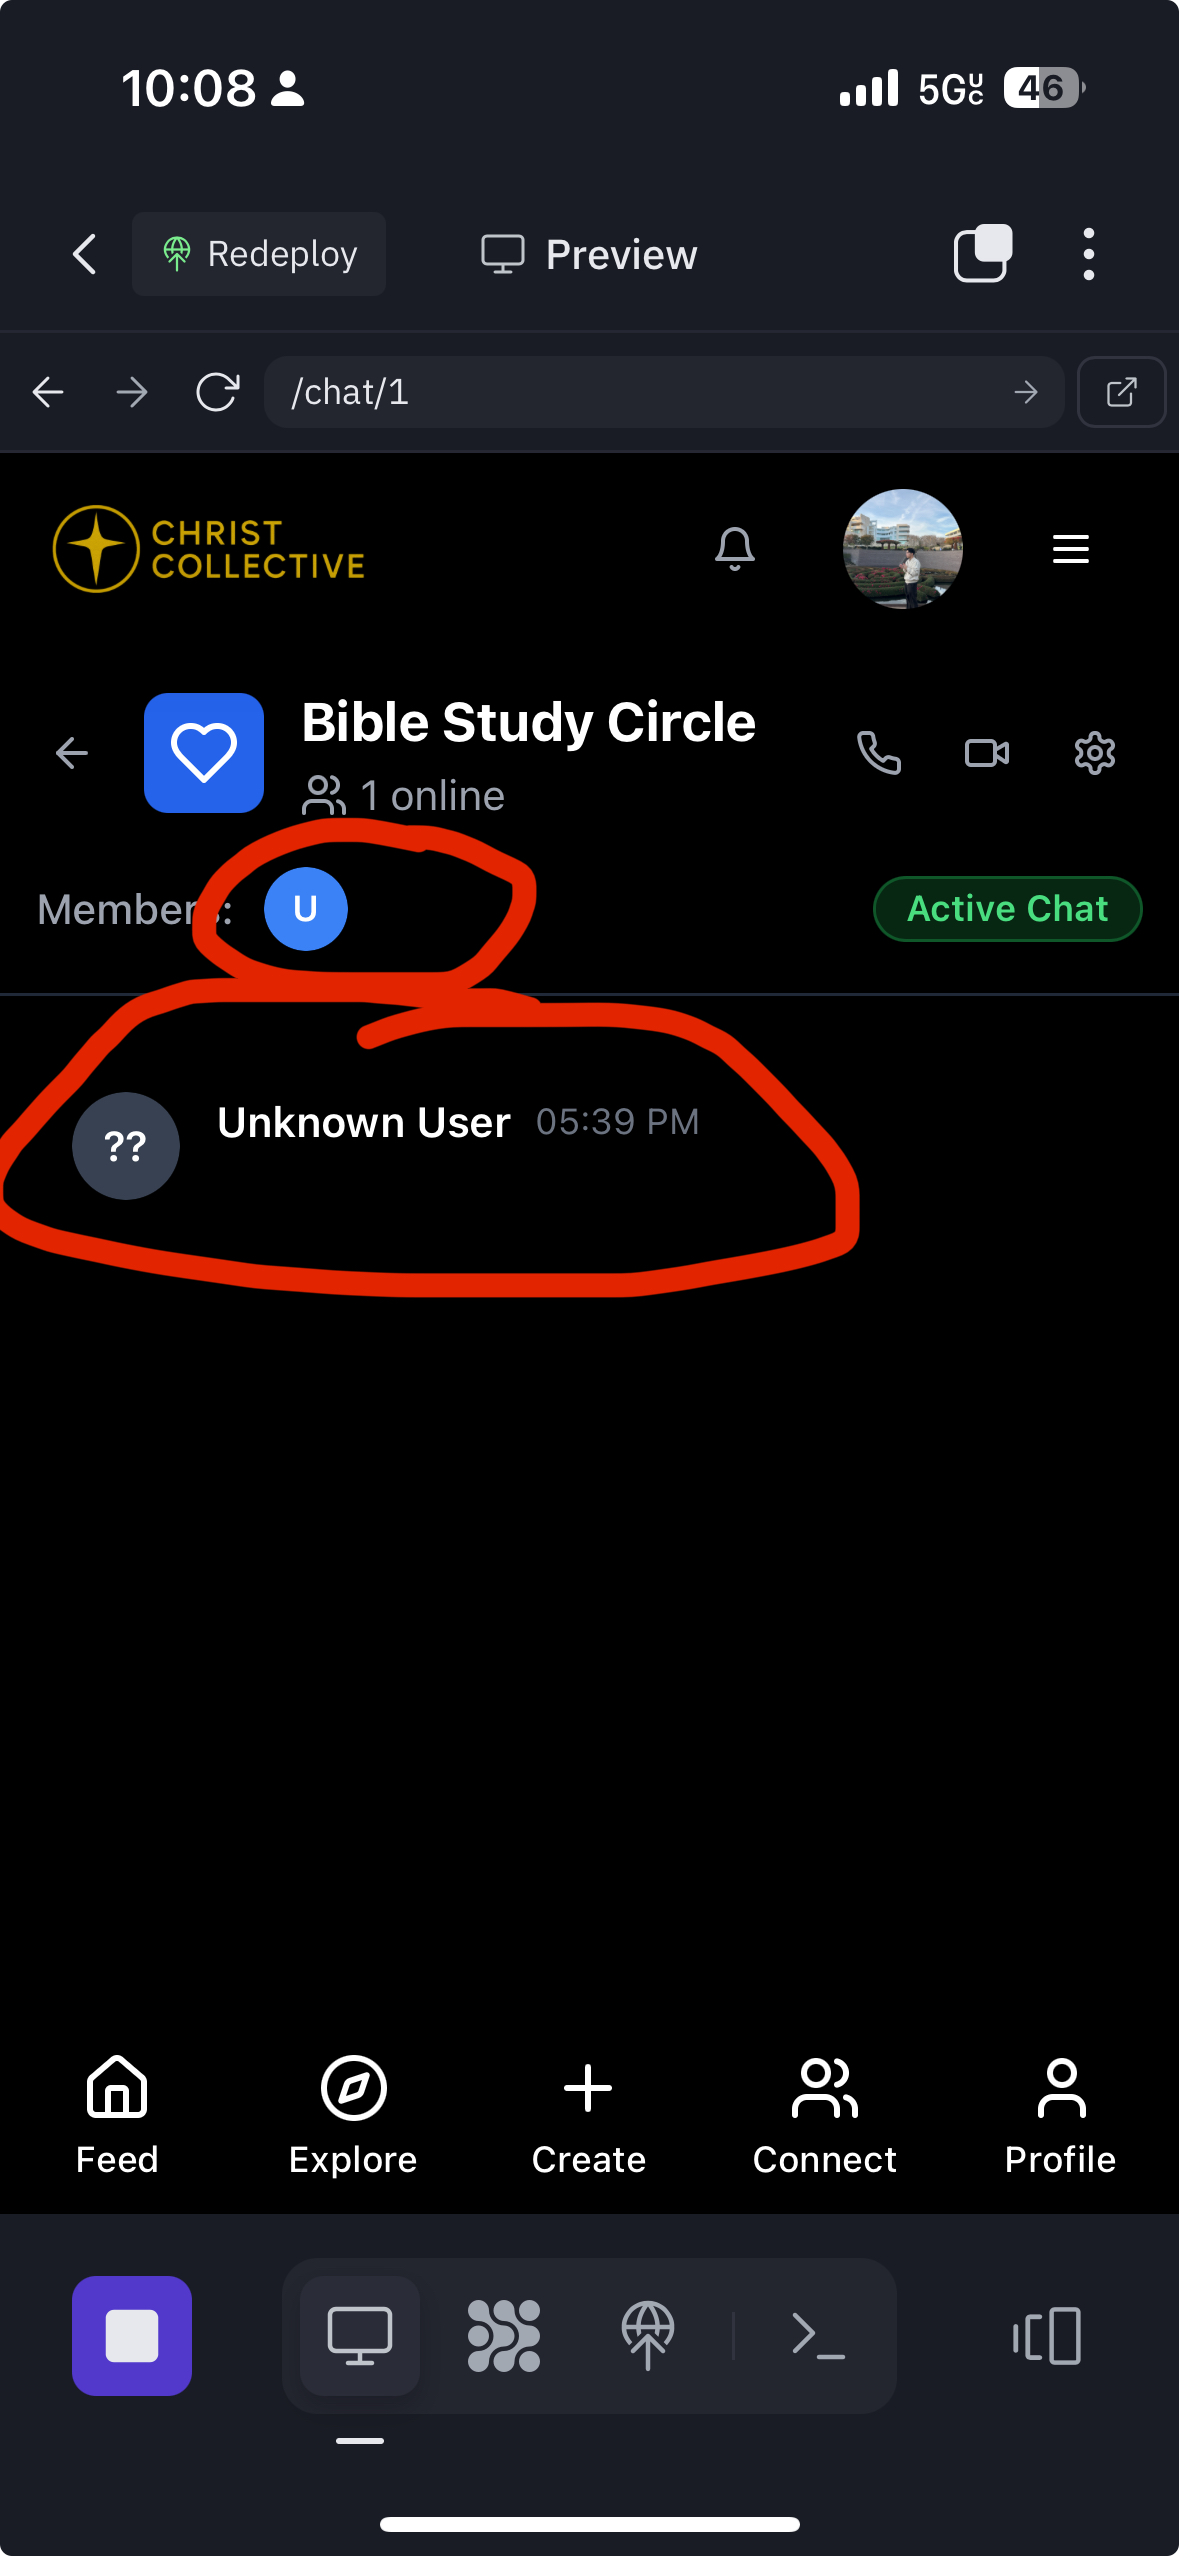 10:08
5G UC
46
Redeploy
Preview
/chat/1
CHRIST
COLLECTIVE
Bible Study Circle
1 online
Members:
U
Active Chat
??
Unknown User 05:39 PM
Feed
Explore
Create
Connect
Profile